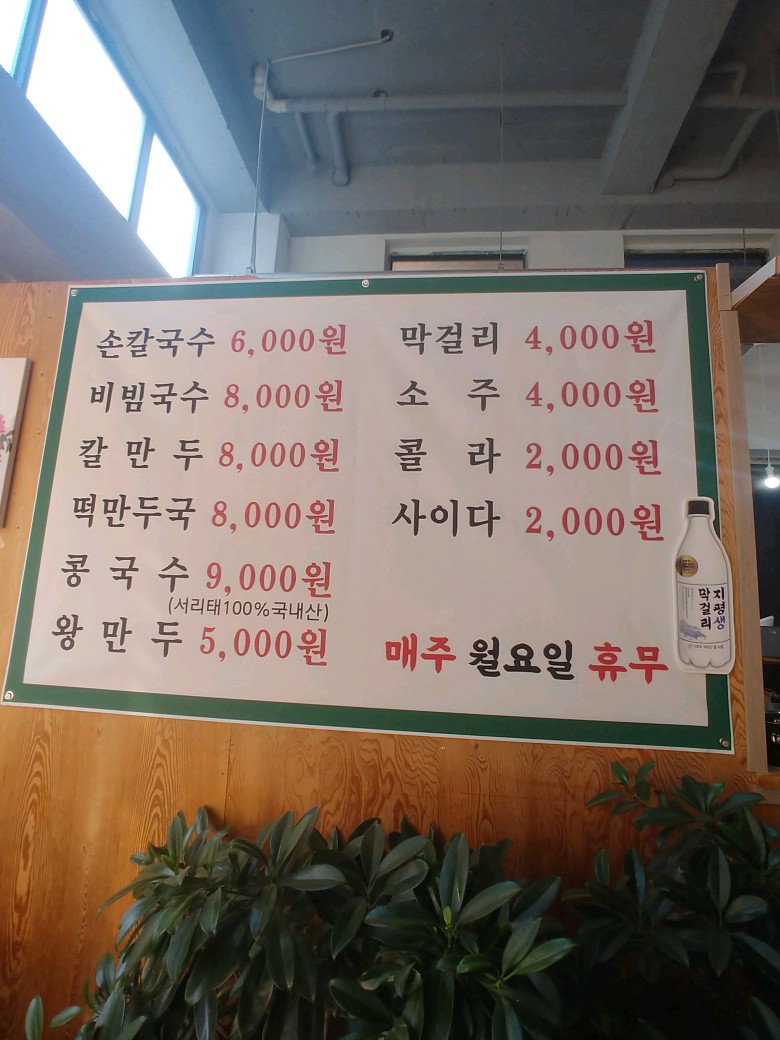 손칼국수 6,000원
비빔국수 8,000원
칼만두 8,000원
떡만두국 8,000원
콩국수 9,000원
(서리태100%국내산)
왕만두 5,000원
막걸리 4,000원
소주 4,000원
콜라 2,000원
사이다 2,000원
매주 월요일 휴무
지평생
막걸리